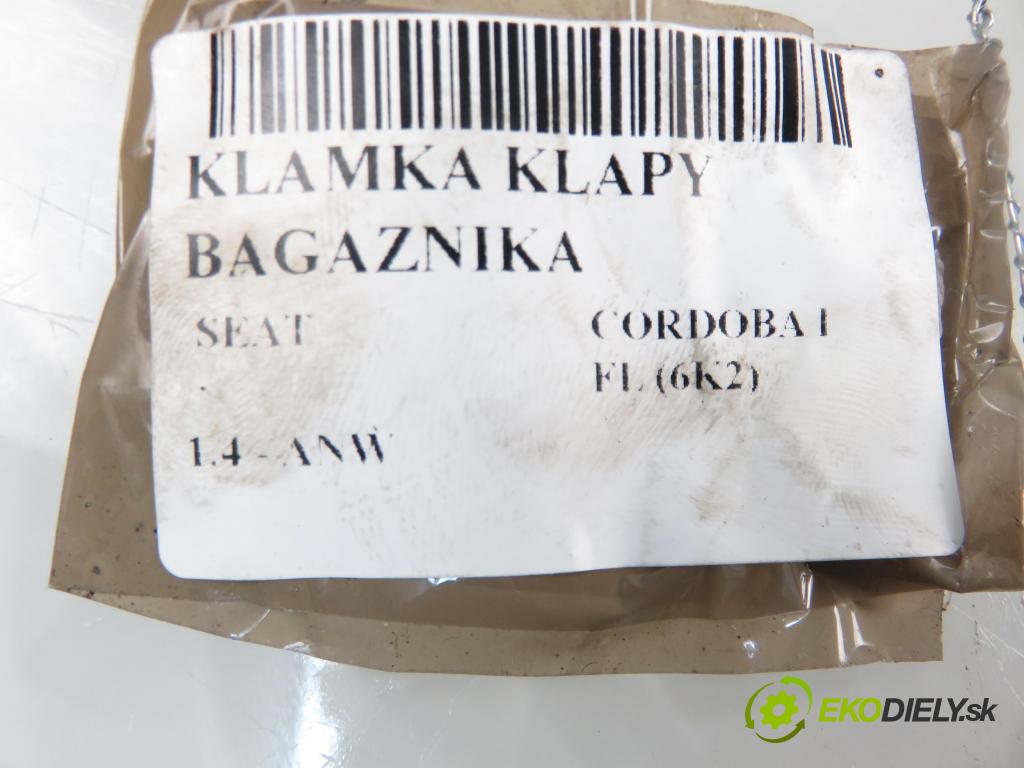 KLAMKA KLAPY
BAGAZNIKA
SEAT
CORDOBA I
FL (6K2)
1.4 - ANW
EKODIELY.sk